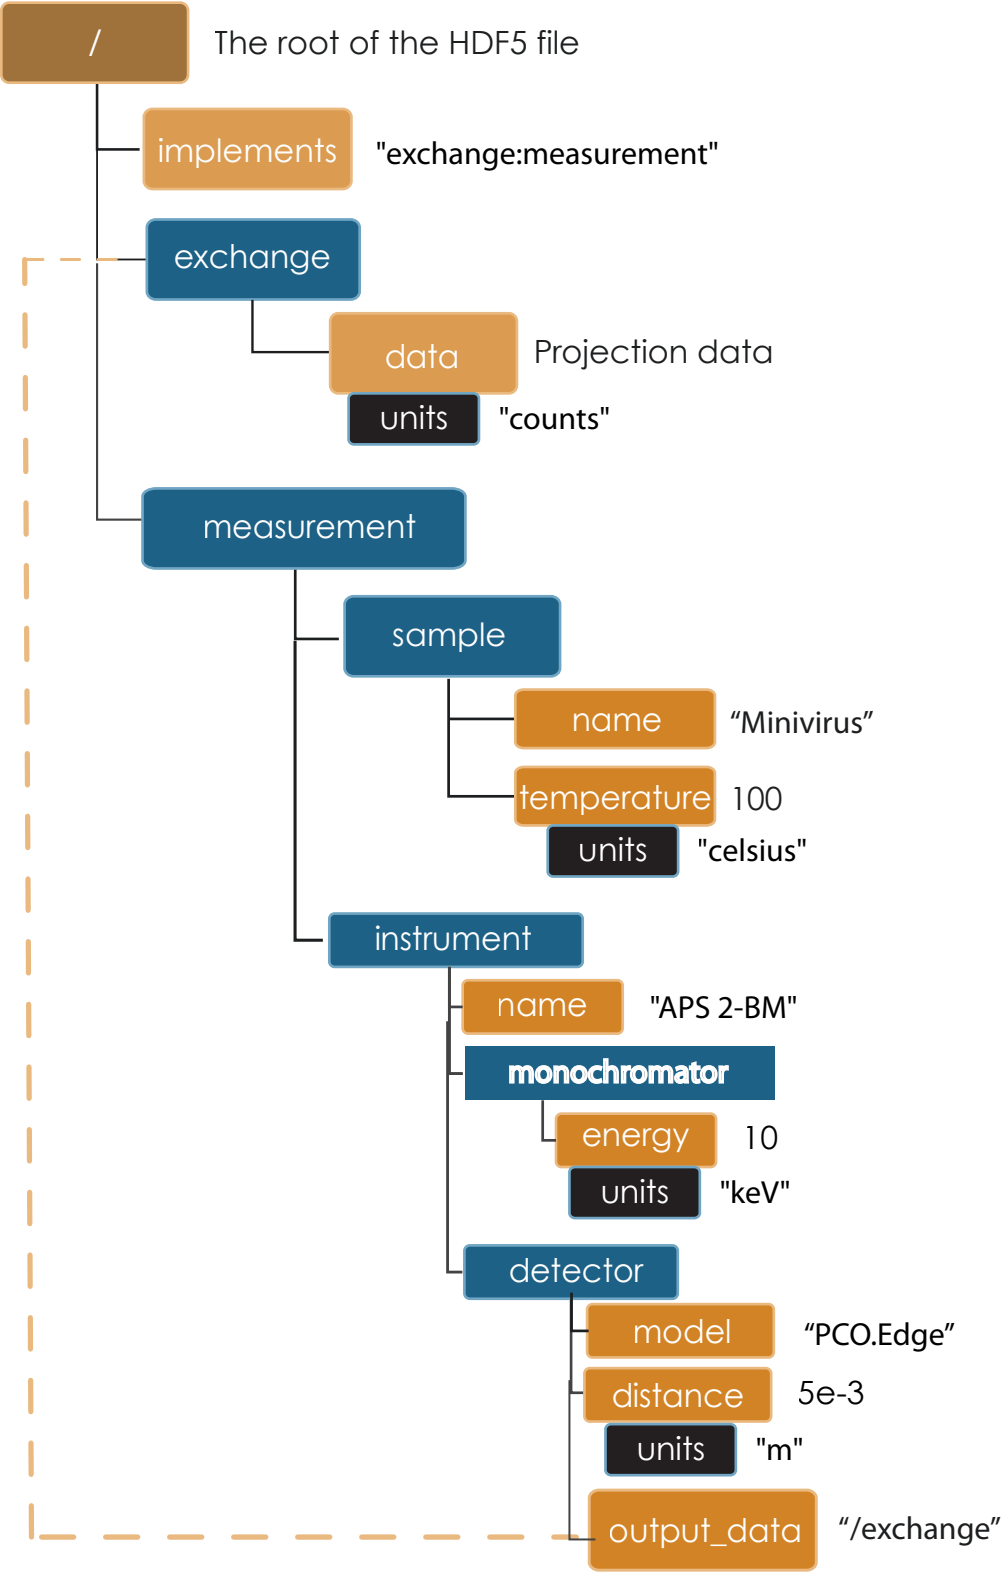 / The root of the HDF5 file
implements "exchange:measurement"
exchange
data Projection data
units "counts"
measurement
sample
name “Minivirus”
temperature 100
units "celsius"
instrument
name "APS 2-BM"
monochromator
energy 10
units "keV"
detector
model “PCO.Edge”
distance 5e-3
units "m"
output_data “/exchange”